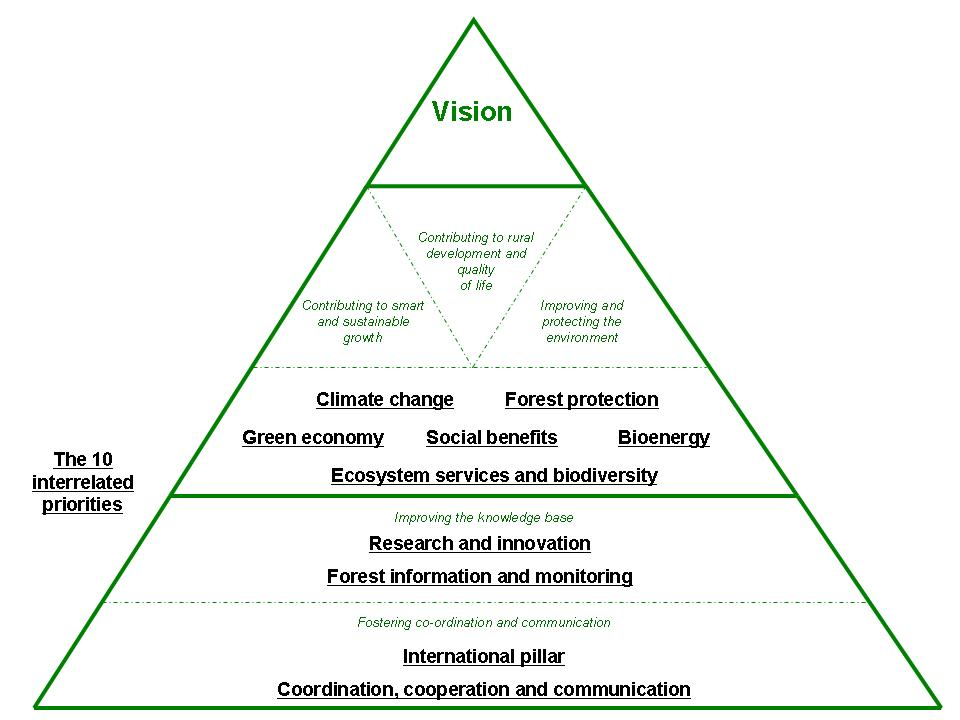 Vision
Contributing to rural
development and
quality
of life
Contributing to smart
and sustainable
growth
Improving and
protecting the
environment
Climate change
Forest protection
Green economy
Social benefits
Bioenergy
Ecosystem services and biodiversity
The 10
interrelated
priorities
Improving the knowledge base
Research and innovation
Forest information and monitoring
Fostering co-ordination and communication
International pillar
Coordination, cooperation and communication